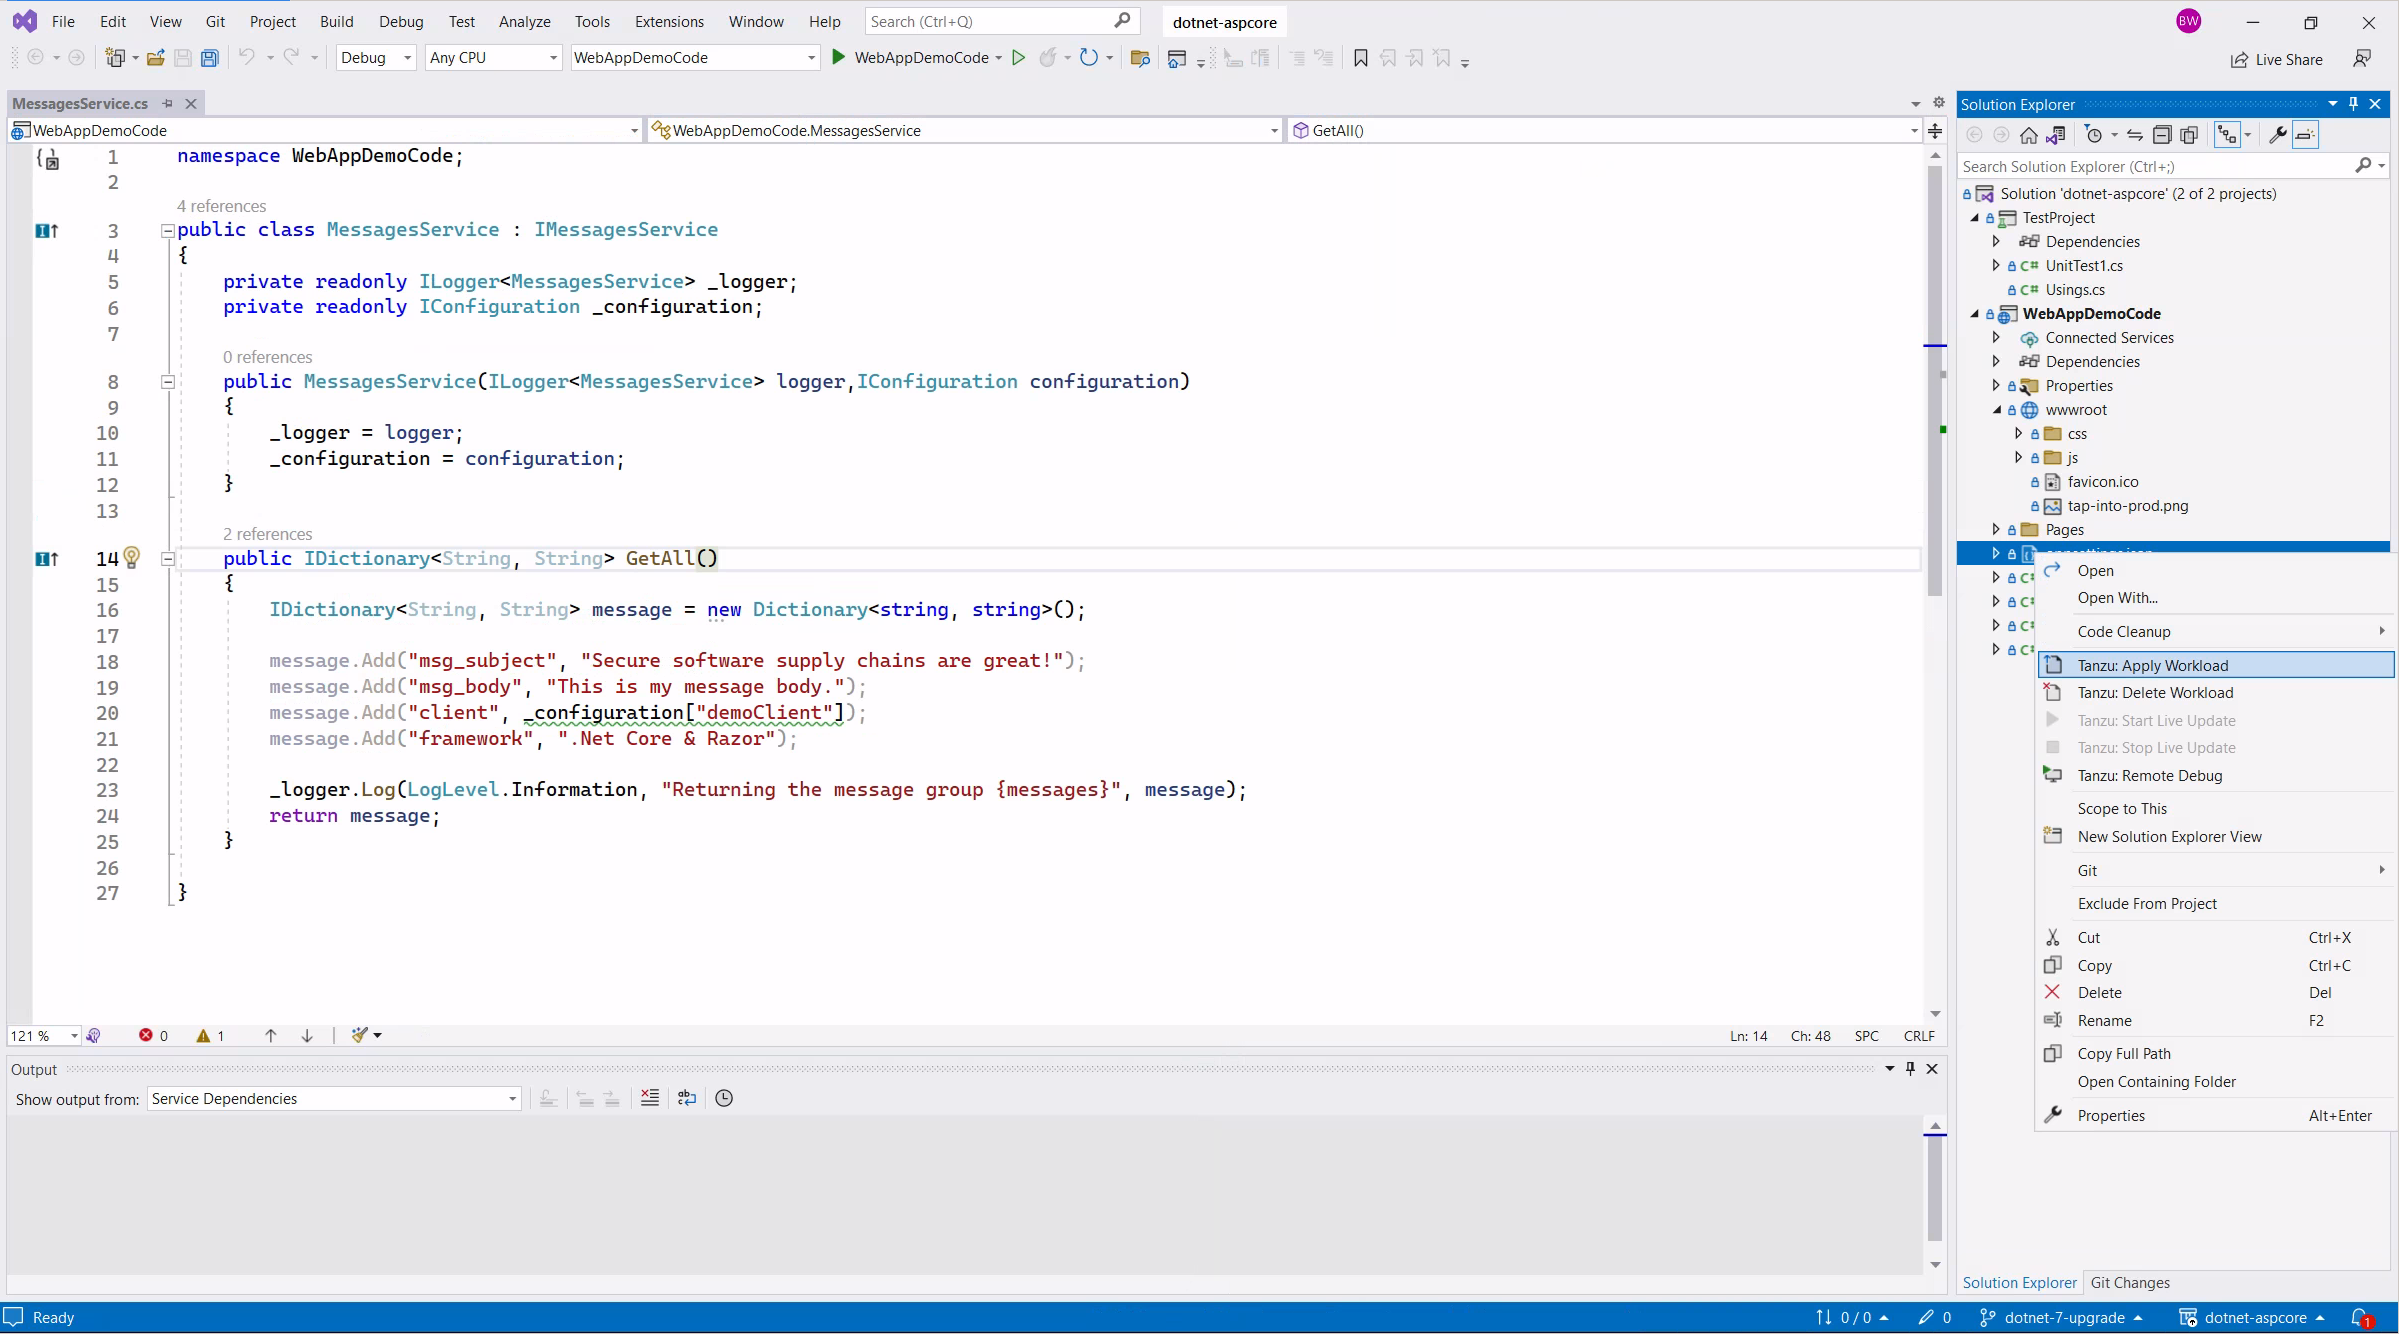 File Edit View Git Project Build Debug Test Analyze Tools Extensions Window Help Search (Ctrl+Q) dotnet-aspcore BW
Debug Any CPU WebAppDemoCode WebAppDemoCode Live Share
MessagesService.cs
WebAppDemoCode WebAppDemoCode.MessagesService GetAll()
1 namespace WebAppDemoCode;
2
4 references
3 public class MessagesService : IMessagesService
4 {
5 private readonly ILogger<MessagesService> _logger;
6 private readonly IConfiguration _configuration;
7
0 references
8 public MessagesService(ILogger<MessagesService> logger,IConfiguration configuration)
9 {
10 _logger = logger;
11 _configuration = configuration;
12 }
13
2 references
14 public IDictionary<String, String> GetAll()
15 {
16 IDictionary<String, String> message = new Dictionary<string, string>();
17
18 message.Add("msg_subject", "Secure software supply chains are great!");
19 message.Add("msg_body", "This is my message body.");
20 message.Add("client", _configuration["demoClient"]);
21 message.Add("framework", ".Net Core & Razor");
22
23 _logger.Log(LogLevel.Information, "Returning the message group {messages}", message);
24 return message;
25 }
26
27 }
121 % 0 1 Ln: 14 Ch: 48 SPC CRLF
Output
Show output from: Service Dependencies
Solution Explorer
Search Solution Explorer (Ctrl+;)
Solution 'dotnet-aspcore' (2 of 2 projects)
TestProject
Dependencies
C# UnitTest1.cs
C# Usings.cs
WebAppDemoCode
Connected Services
Dependencies
Properties
wwwroot
css
js
favicon.ico
tap-into-prod.png
Pages
Open
Open With...
Code Cleanup
Tanzu: Apply Workload
Tanzu: Delete Workload
Tanzu: Start Live Update
Tanzu: Stop Live Update
Tanzu: Remote Debug
Scope to This
New Solution Explorer View
Git
Exclude From Project
Cut Ctrl+X
Copy Ctrl+C
Delete Del
Rename F2
Copy Full Path
Open Containing Folder
Properties Alt+Enter
Solution Explorer Git Changes
Ready 0 / 0 0 dotnet-7-upgrade dotnet-aspcore 1